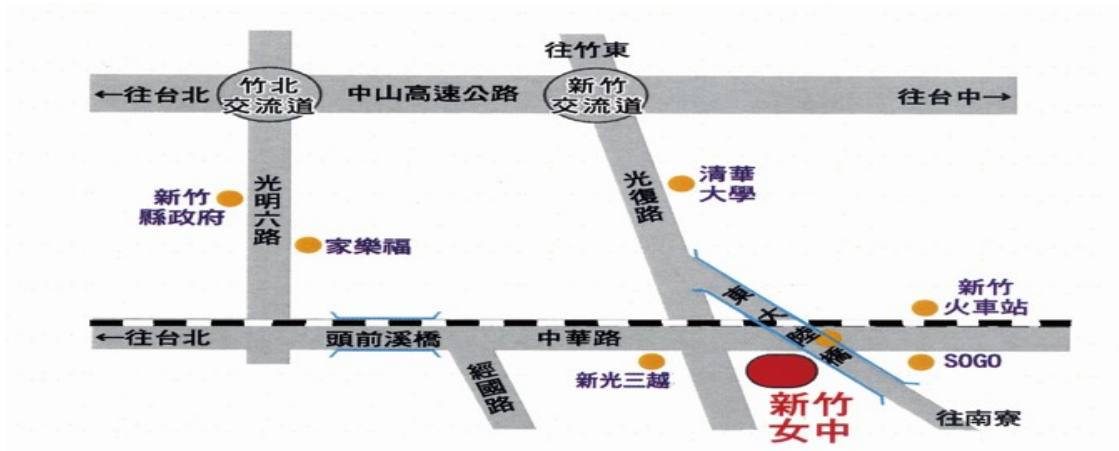 往竹東
←往台北
竹北
交流道
中山高速公路
新竹
交流道
往台中→
新竹
縣政府
光明六路
家樂福
光復路
清華
大學
東大路橋
新竹
火車站
←往台北
頭前溪橋
中華路
經國路
新光三越
SOGO
新竹
女中
往南寮